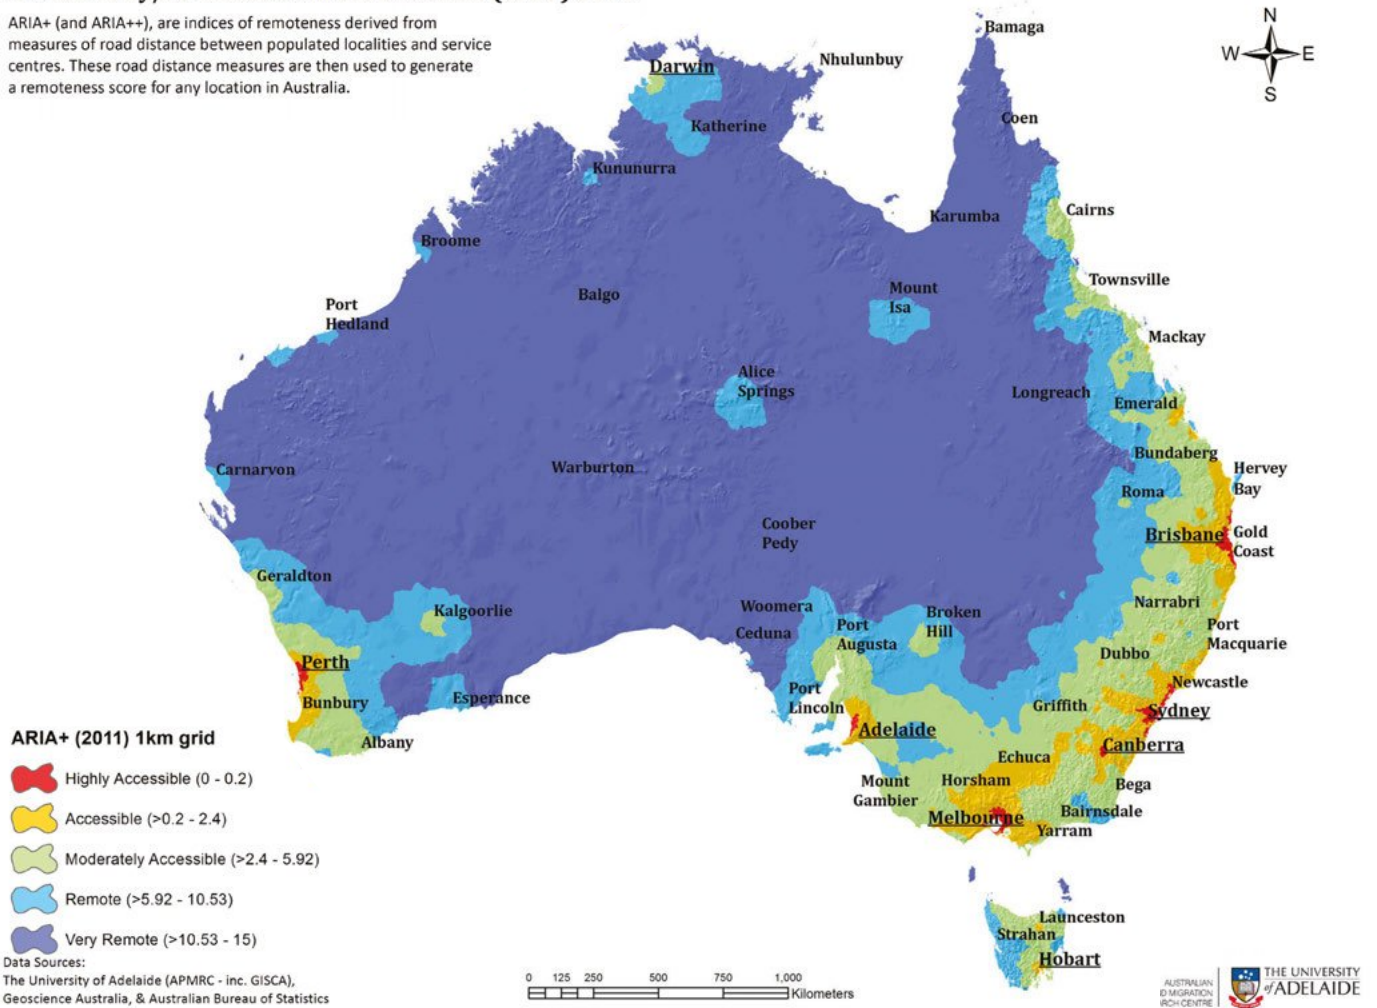 ARIA+ (and ARIA++), are indices of remoteness derived from
measures of road distance between populated localities and service
centres. These road distance measures are then used to generate
a remoteness score for any location in Australia.
N
W
E
S
Bamaga
Nhulunbuy
Darwin
Coen
Katherine
Kununurra
Cairns
Karumba
Broome
Townsville
Mount
Isa
Balgo
Port
Hedland
Mackay
Alice
Springs
Longreach
Emerald
Bundaberg
Carnarvon
Warburton
Hervey
Bay
Roma
Coober
Pedy
Brisbane
Gold
Coast
Geraldton
Narrabri
Kalgoorlie
Woomera
Broken
Hill
Ceduna
Port
Augusta
Port
Macquarie
Dubbo
Perth
Newcastle
Bunbury
Esperance
Port
Lincoln
Griffith
Sydney
Adelaide
Albany
Canberra
Echuca
Mount
Gambier
Horsham
Bega
Bairnsdale
Melbourne
Yarram
Launceston
Strahan
Hobart
ARIA+ (2011) 1km grid
Highly Accessible (0 - 0.2)
Accessible (>0.2 - 2.4)
Moderately Accessible (>2.4 - 5.92)
Remote (>5.92 - 10.53)
Very Remote (>10.53 - 15)
Data Sources:
The University of Adelaide (APMRC - inc. GISCA),
Geoscience Australia, & Australian Bureau of Statistics
0 125 250 500 750 1,000
Kilometers
AUSTRALIAN
D MIGRATION
RCH CENTRE
THE UNIVERSITY
of ADELAIDE